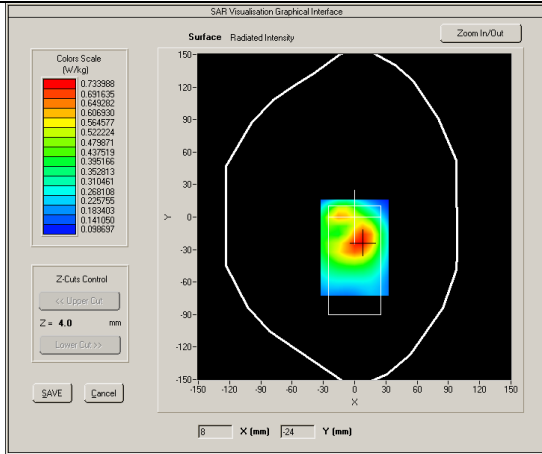 SAR Visualisation Graphical Interface
Surface Radiated Intensity
Zoom In/Out
Colors Scale
(W/kg)
0.733988
0.691635
0.649282
0.606930
0.564577
0.522224
0.479871
0.437519
0.395166
0.352813
0.310461
0.268108
0.225755
0.183403
0.141050
0.098697
Z-Cuts Control
<< Upper Cut
Z = 4.0 mm
Lower Cut >>
SAVE
Cancel
150
120
90
60
30
0
-30
-60
-90
-120
-150
Y
-150 -120 -90 -60 -30 0 30 60 90 120 150
X
8 X (mm) -24 Y (mm)